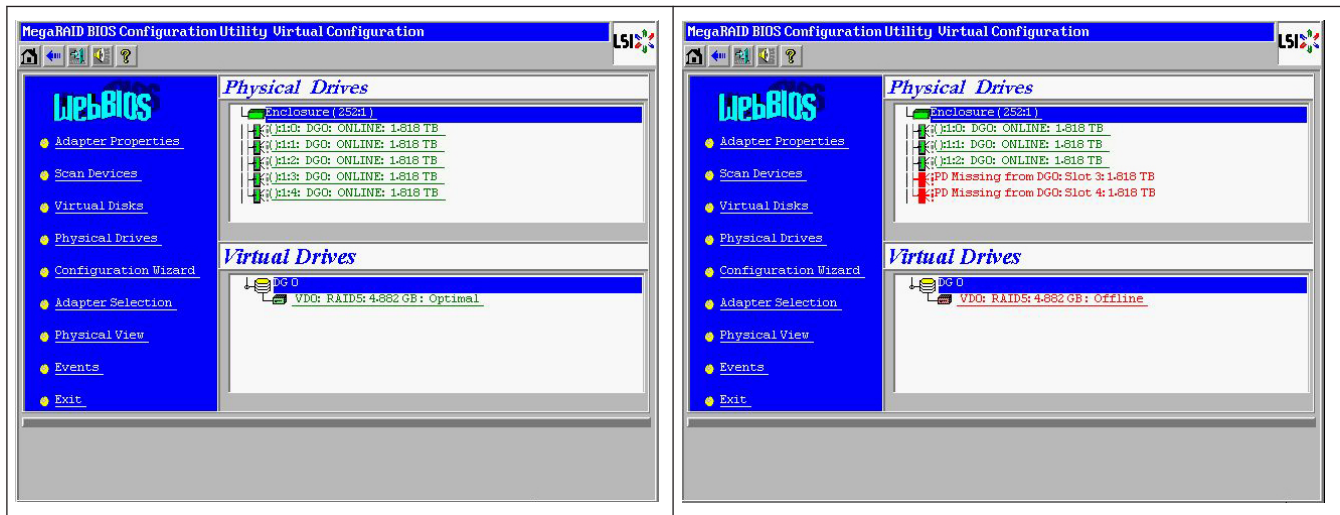 MegaRAID BIOS Configuration Utility Virtual Configuration
LSI
WebBIOS
Adapter Properties
Scan Devices
Virtual Disks
Physical Drives
Configuration Wizard
Adapter Selection
Physical View
Events
Exit
Physical Drives
Enclosure (252:1)
():1:0: DG0: ONLINE: 1.818 TB
():1:1: DG0: ONLINE: 1.818 TB
():1:2: DG0: ONLINE: 1.818 TB
():1:3: DG0: ONLINE: 1.818 TB
():1:4: DG0: ONLINE: 1.818 TB
Virtual Drives
DG 0
VD0: RAID5: 4.882 GB: Optimal
MegaRAID BIOS Configuration Utility Virtual Configuration
LSI
WebBIOS
Adapter Properties
Scan Devices
Virtual Disks
Physical Drives
Configuration Wizard
Adapter Selection
Physical View
Events
Exit
Physical Drives
Enclosure (252:1)
():1:0: DG0: ONLINE: 1.818 TB
():1:1: DG0: ONLINE: 1.818 TB
():1:2: DG0: ONLINE: 1.818 TB
PD Missing from DG0: Slot 3: 1.818 TB
PD Missing from DG0: Slot 4: 1.818 TB
Virtual Drives
DG 0
VD0: RAID5: 4.882 GB: Offline